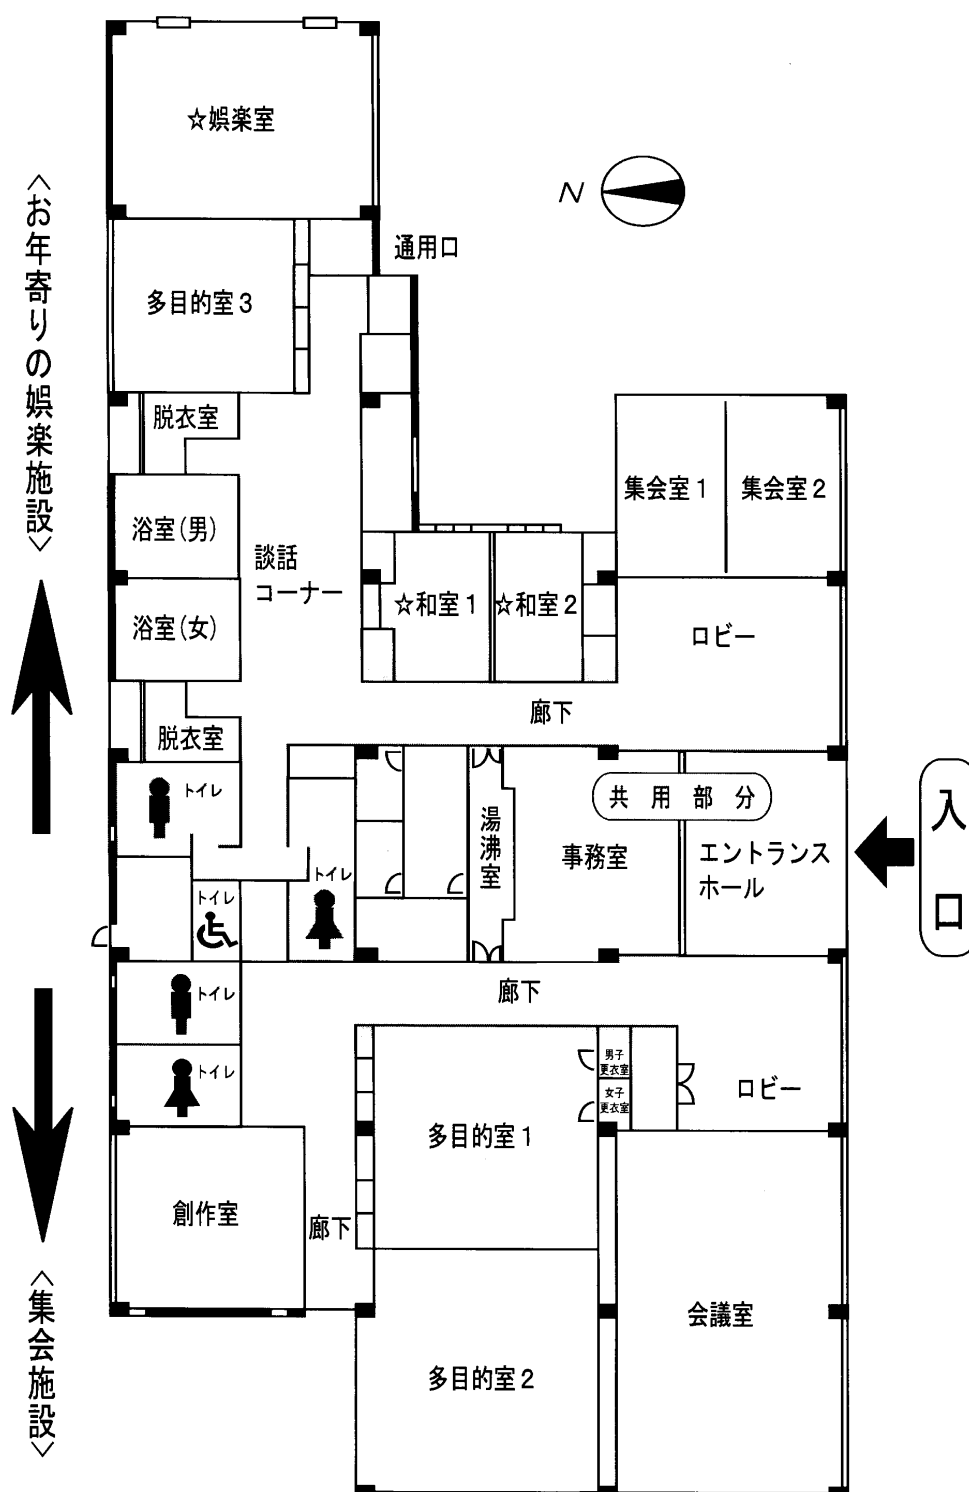 ☆娯楽室
N
通用口
〈お年寄りの娯楽施設〉
多目的室3
脱衣室
浴室(男)
談話
コーナー
浴室(女)
脱衣室
☆和室1
☆和室2
集会室1
集会室2
ロビー
廊下
トイレ
トイレ
トイレ
湯沸室
共用部分
事務室
エントランス
ホール
入口
廊下
トイレ
トイレ
男子
更衣室
女子
更衣室
ロビー
多目的室1
創作室
廊下
会議室
多目的室2
〈集会施設〉